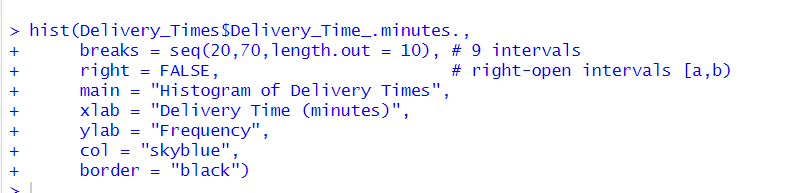 > hist(Delivery_Times$Delivery_Time_.minutes.,
+      breaks = seq(20,70,length.out = 10), # 9 intervals
+      right = FALSE,                       # right-open intervals [a,b)
+      main = "Histogram of Delivery Times",
+      xlab = "Delivery Time (minutes)",
+      ylab = "Frequency",
+      col = "skyblue",
+      border = "black")
>